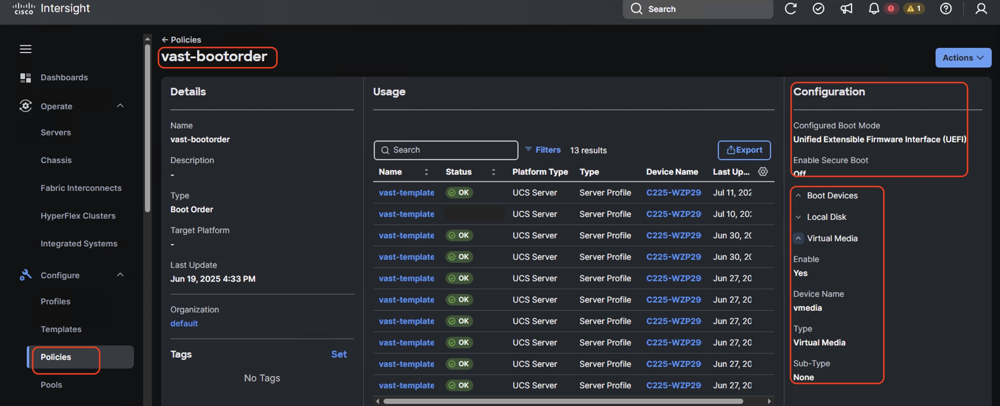 CISCO Intersight
Search
1
Dashboards
Operate
Servers
Chassis
Fabric Interconnects
HyperFlex Clusters
Integrated Systems
Configure
Profiles
Templates
Policies
Pools
← Policies
vast-bootorder
Actions
Details
Name
vast-bootorder
Description
-
Type
Boot Order
Target Platform
-
Last Update
Jun 19, 2025 4:33 PM
Organization
default
Tags Set
No Tags
Usage
Search Filters 13 results Export
Name Status Platform Type Type Device Name Last Up...
vast-template OK UCS Server Server Profile C225-WZP29 Jul 11, 202
vast-template UCS Server Server Profile C225-WZP29 Jul 10, 202
vast-template OK UCS Server Server Profile C225-WZP29 Jun 30, 20
vast-template OK UCS Server Server Profile C225-WZP29 Jun 30, 20
vast-template OK UCS Server Server Profile C225-WZP29 Jun 27, 20
vast-template OK UCS Server Server Profile C225-WZP29 Jun 27, 20
vast-template OK UCS Server Server Profile C225-WZP29 Jun 27, 20
vast-template OK UCS Server Server Profile C225-WZP29 Jun 27, 20
vast-template OK UCS Server Server Profile C225-WZP29 Jun 27, 20
vast-template OK UCS Server Server Profile C225-WZP29 Jun 27, 20
Configuration
Configured Boot Mode
Unified Extensible Firmware Interface (UEFI)
Enable Secure Boot
Off
Boot Devices
Local Disk
Virtual Media
Enable
Yes
Device Name
vmedia
Type
Virtual Media
Sub-Type
None